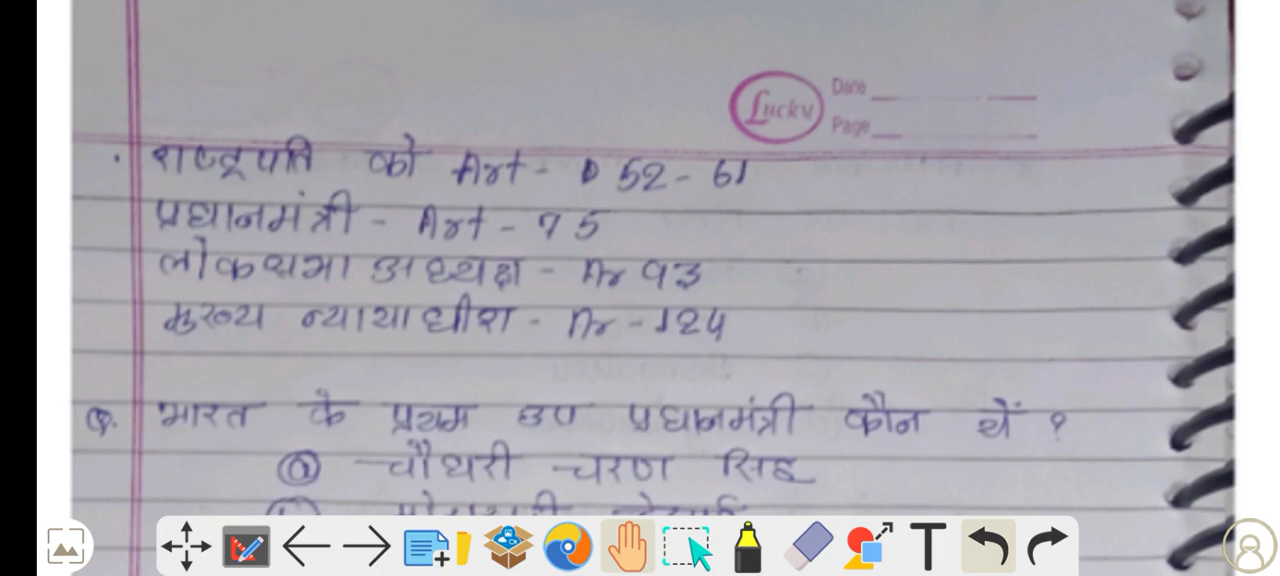 Lucky
Date
Page
. राष्ट्रपति को Art - 52 - 61
प्रधानमंत्री - Art - 75
लोकसभा अध्यक्ष - Ar 93
मुख्य न्यायाधीश - Ar - 124
Q. भारत के प्रथम उप प्रधानमंत्री कौन थें ?
(a) चौधरी चरण सिंह
T